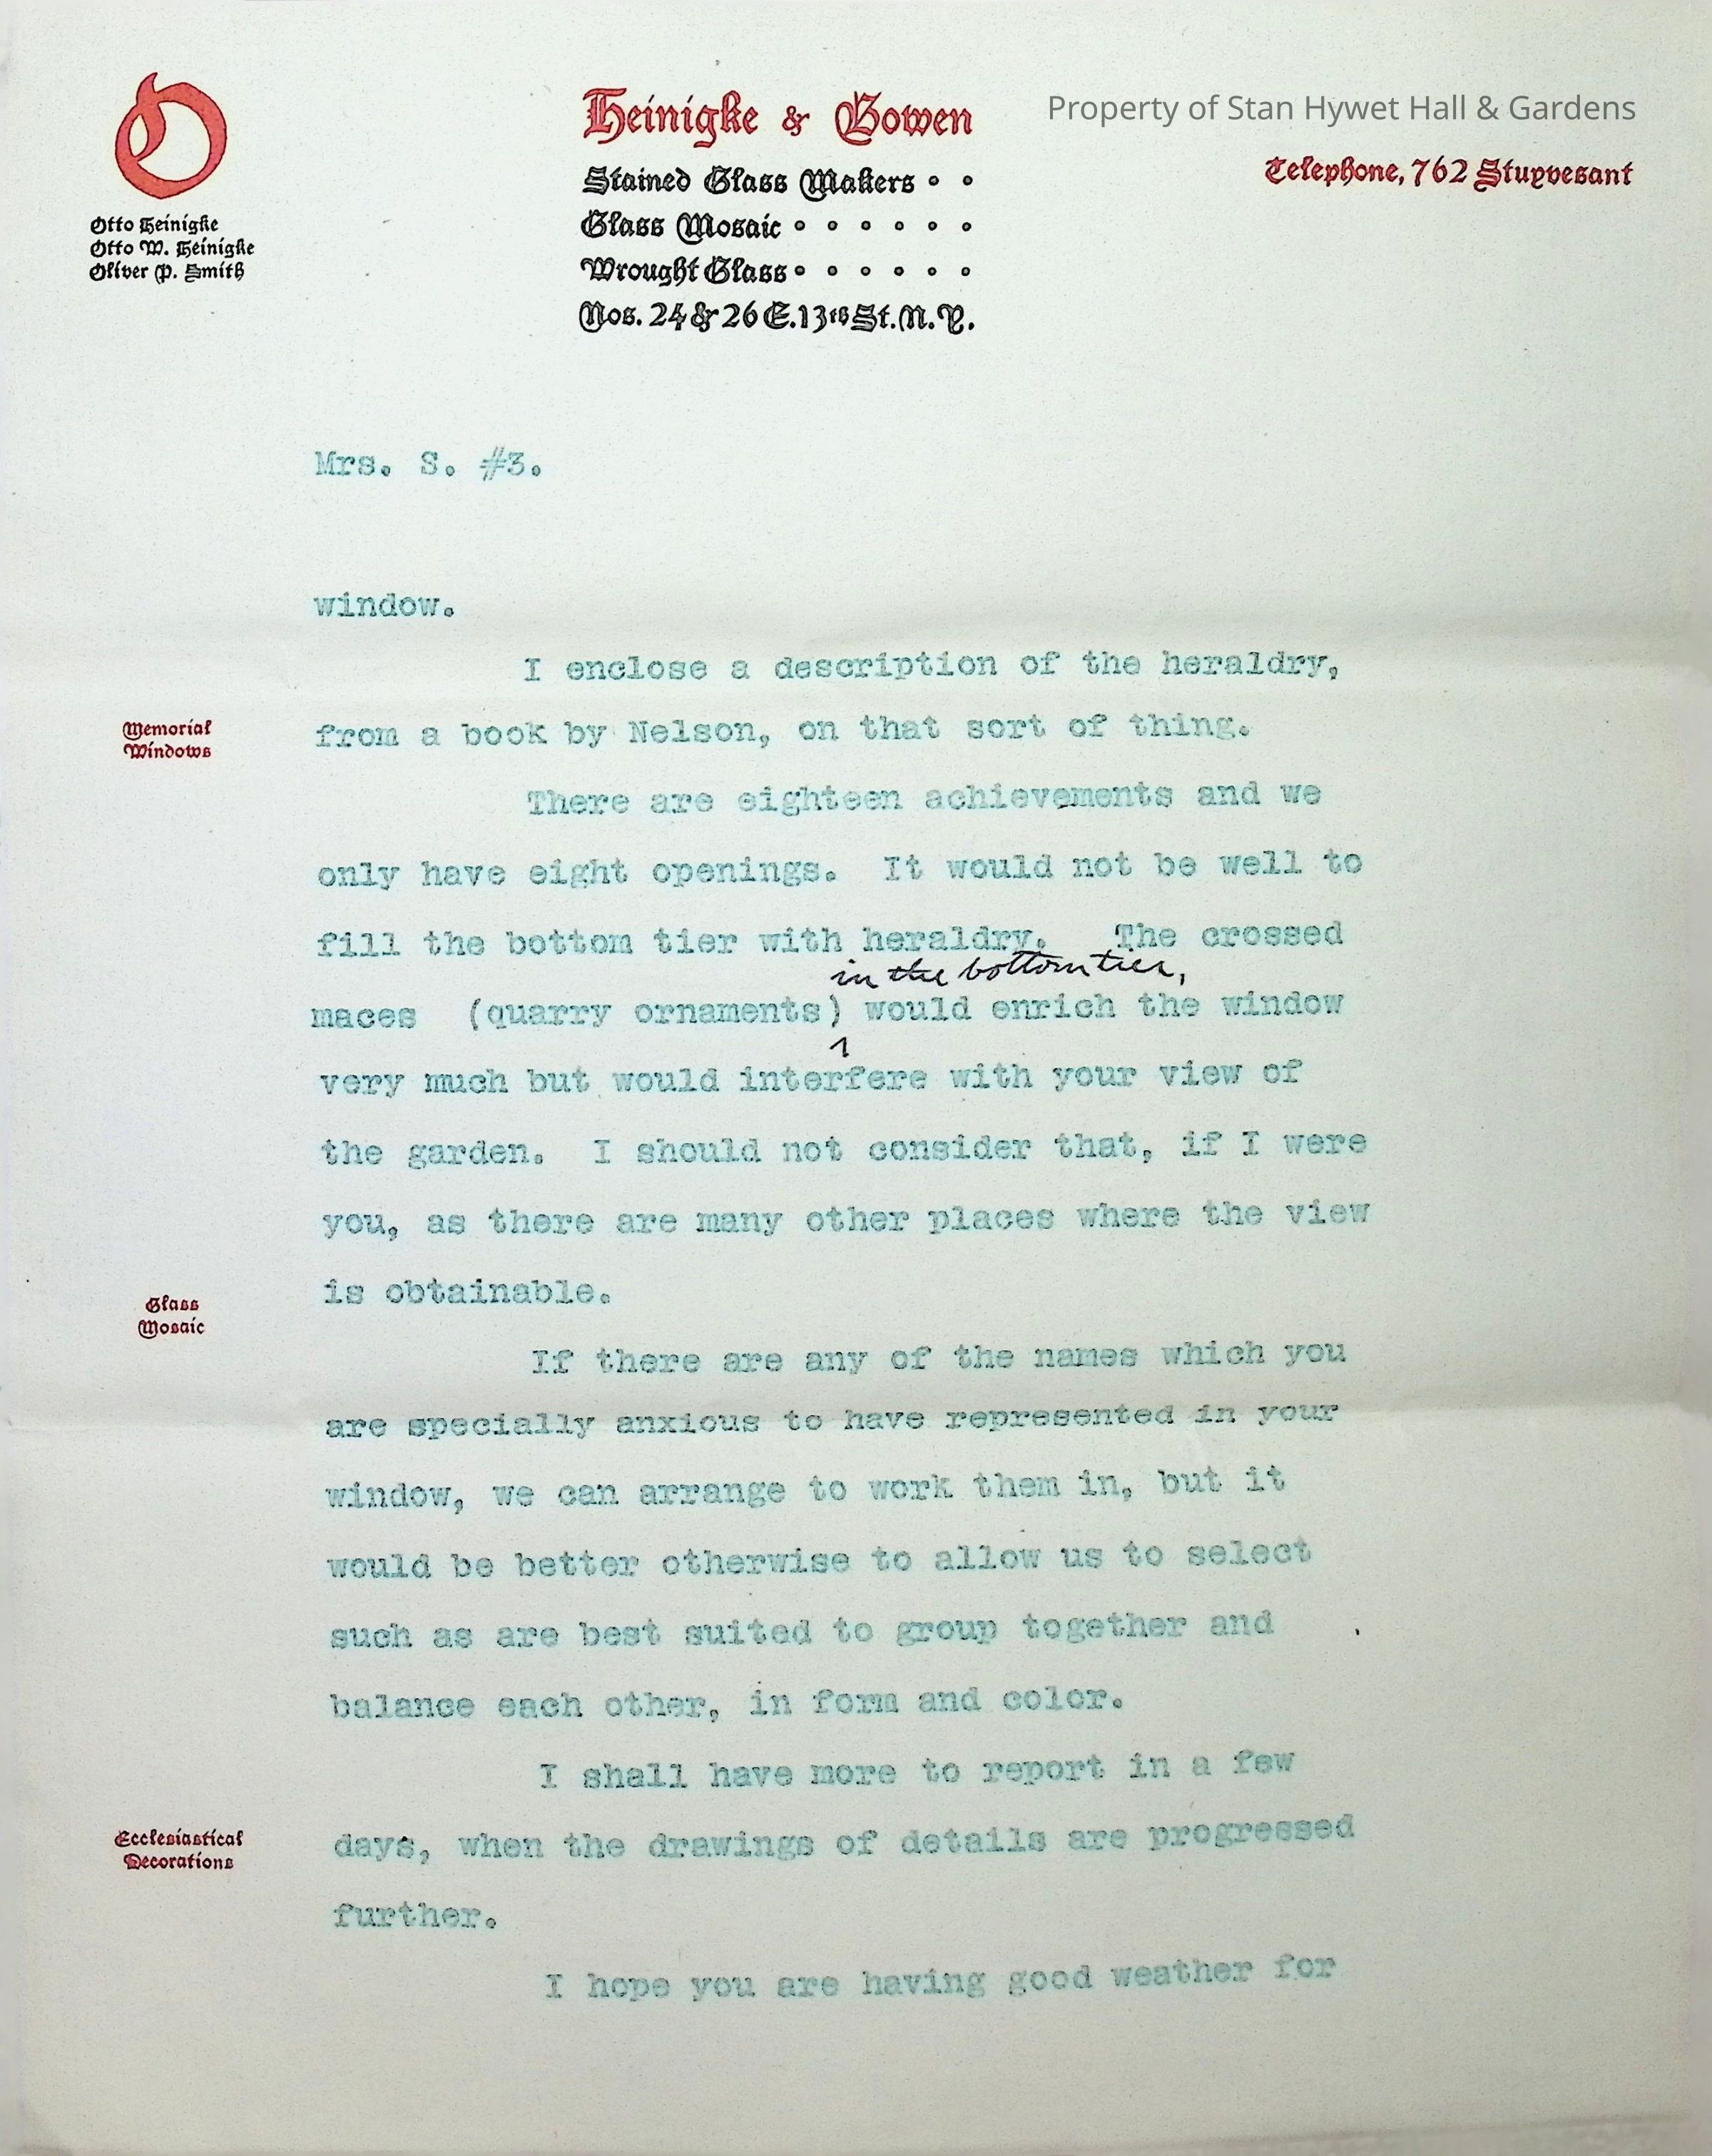 O
Otto Heinigke
Otto W. Heinigke
Oliver P. Smith
Heinigke & Bowen
Stained Glass Makers
Glass Mosaic
Wrought Glass
Nos. 24 & 26 E. 13th St. N. Y.
Property of Stan Hywet Hall & Gardens
Telephone, 762 Stuyvesant
Mrs. S. #3.
window.
I enclose a description of the heraldry,
from a book by Nelson, on that sort of thing.
There are eighteen achievements and we
only have eight openings. It would not be well to
fill the bottom tier with heraldry. The crossed
in the bottom tier,
maces (quarry ornaments) ^ would enrich the window
very much but would interfere with your view of
the garden. I should not consider that, if I were
you, as there are many other places where the view
is obtainable.
If there are any of the names which you
are specially anxious to have represented in your
window, we can arrange to work them in, but it
would be better otherwise to allow us to select
such as are best suited to group together and
balance each other, in form and color.
I shall have more to report in a few
days, when the drawings of details are progressed
further.
I hope you are having good weather for
Memorial
Windows
Glass
Mosaic
Ecclesiastical
Decorations